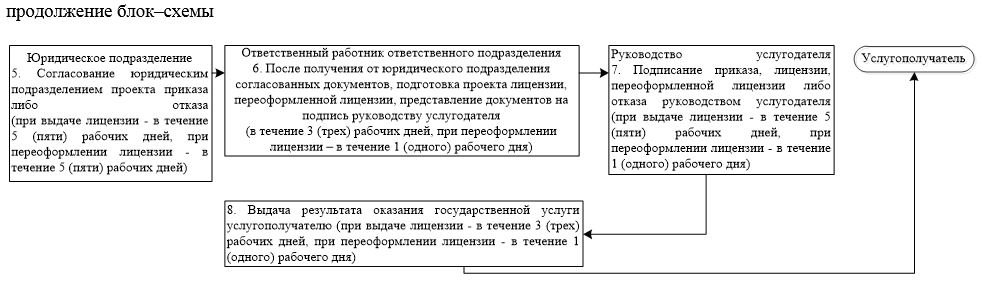 продолжение блок–схемы
Юридическое подразделение
5. Согласование юридическим
подразделением проекта приказа
либо отказа
(при выдаче лицензии - в течение
5 (пяти) рабочих дней, при
переоформлении лицензии - в
течение 5 (пяти) рабочих дней)
Ответственный работник ответственного подразделения
6. После получения от юридического подразделения
согласованных документов, подготовка проекта лицензии,
переоформленной лицензии, представление документов на
подпись руководству услугодателя
(в течение 3 (трех) рабочих дней, при переоформлении
лицензии – в течение 1 (одного) рабочего дня)
Руководство услугодателя
7. Подписание приказа, лицензии,
переоформленной лицензии либо
отказа руководством услугодателя
(при выдаче лицензии - в течение 5
(пяти) рабочих дней, при
переоформлении лицензии - в течение
1 (одного) рабочего дня)
Услугополучатель
8. Выдача результата оказания государственной услуги
услугополучателю (при выдаче лицензии - в течение 3 (трех)
рабочих дней, при переоформлении лицензии - в течение 1
(одного) рабочего дня)